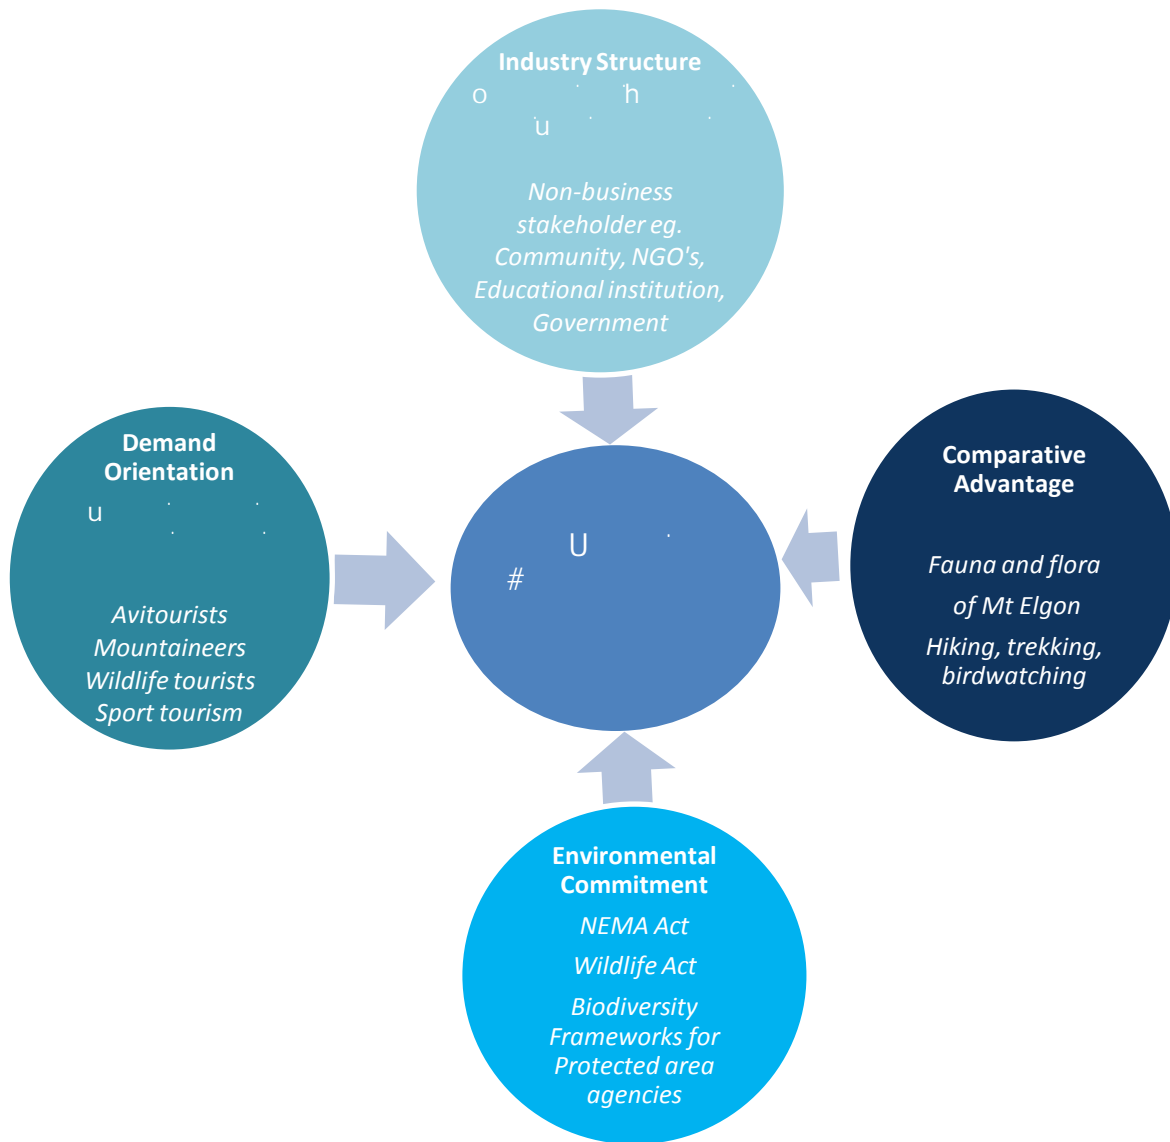 Industry Structure
Non-business
stakeholder eg.
Community, NGO's,
Educational institution,
Government
Demand
Orientation
Avitourists
Mountaineers
Wildlife tourists
Sport tourism
Comparative
Advantage
Fauna and flora
of Mt Elgon
Hiking, trekking,
birdwatching
Environmental
Commitment
NEMA Act
Wildlife Act
Biodiversity
Frameworks for
Protected area
agencies